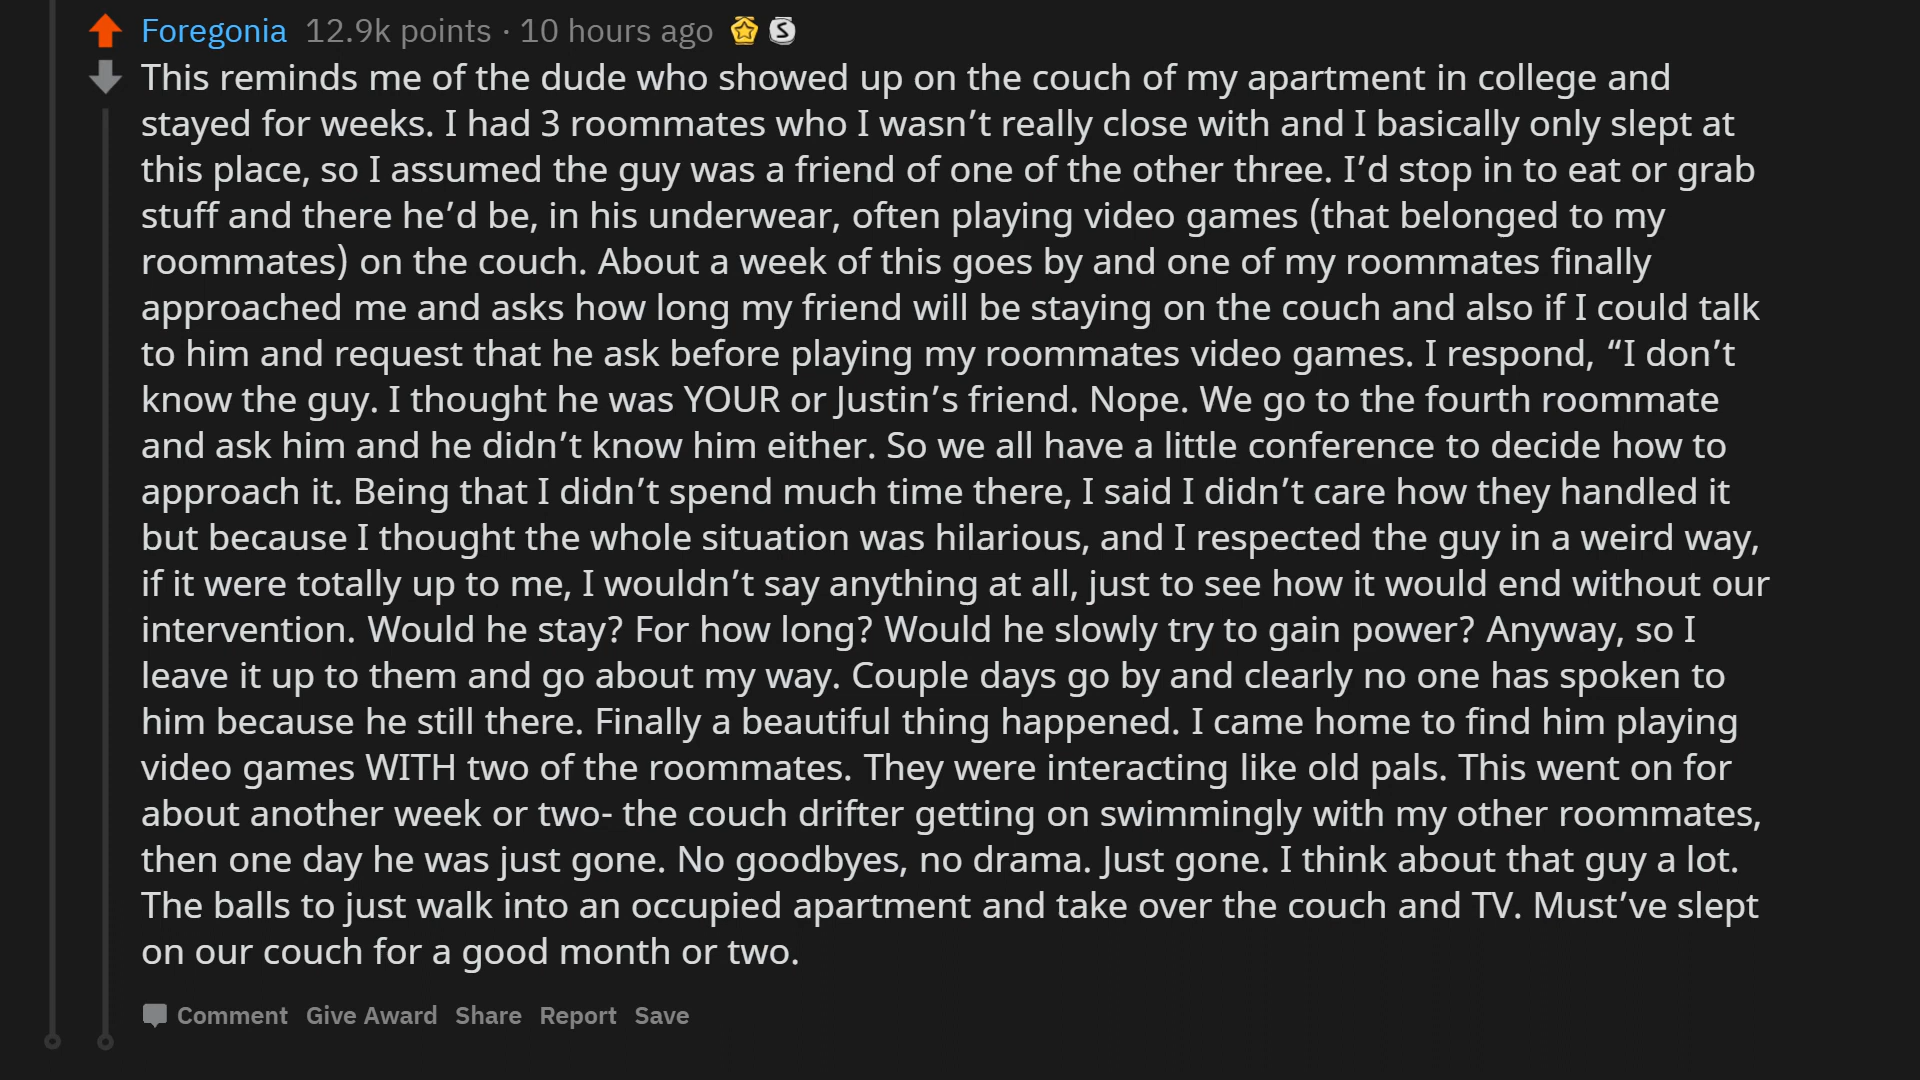 Foregonia 12.9k points · 10 hours ago
This reminds me of the dude who showed up on the couch of my apartment in college and
stayed for weeks. I had 3 roommates who I wasn’t really close with and I basically only slept at
this place, so I assumed the guy was a friend of one of the other three. I’d stop in to eat or grab
stuff and there he’d be, in his underwear, often playing video games (that belonged to my
roommates) on the couch. About a week of this goes by and one of my roommates finally
approached me and asks how long my friend will be staying on the couch and also if I could talk
to him and request that he ask before playing my roommates video games. I respond, “I don’t
know the guy. I thought he was YOUR or Justin’s friend. Nope. We go to the fourth roommate
and ask him and he didn’t know him either. So we all have a little conference to decide how to
approach it. Being that I didn’t spend much time there, I said I didn’t care how they handled it
but because I thought the whole situation was hilarious, and I respected the guy in a weird way,
if it were totally up to me, I wouldn’t say anything at all, just to see how it would end without our
intervention. Would he stay? For how long? Would he slowly try to gain power? Anyway, so I
leave it up to them and go about my way. Couple days go by and clearly no one has spoken to
him because he still there. Finally a beautiful thing happened. I came home to find him playing
video games WITH two of the roommates. They were interacting like old pals. This went on for
about another week or two- the couch drifter getting on swimmingly with my other roommates,
then one day he was just gone. No goodbyes, no drama. Just gone. I think about that guy a lot.
The balls to just walk into an occupied apartment and take over the couch and TV. Must’ve slept
on our couch for a good month or two.
Comment Give Award Share Report Save